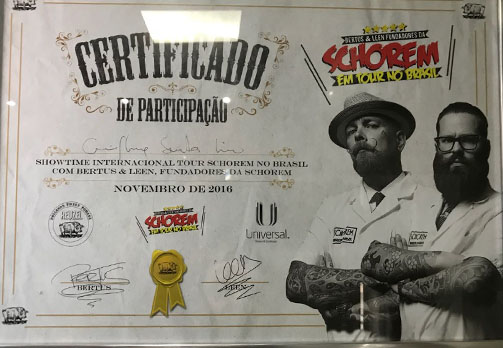 BERTUS & LEEN FUNDADORES DA
SCHOREM
EM TOUR NO BRASIL
CERTIFICADO
DE PARTICIPAÇÃO
SHOWTIME INTERNACIONAL TOUR SCHOREM NO BRASIL
COM BERTUS & LEEN, FUNDADORES DA SCHOREM
NOVEMBRO DE 2016
REUZEL
SCHOREM
EM TOUR NO BRASIL
Universal
BERTUS
LEEN